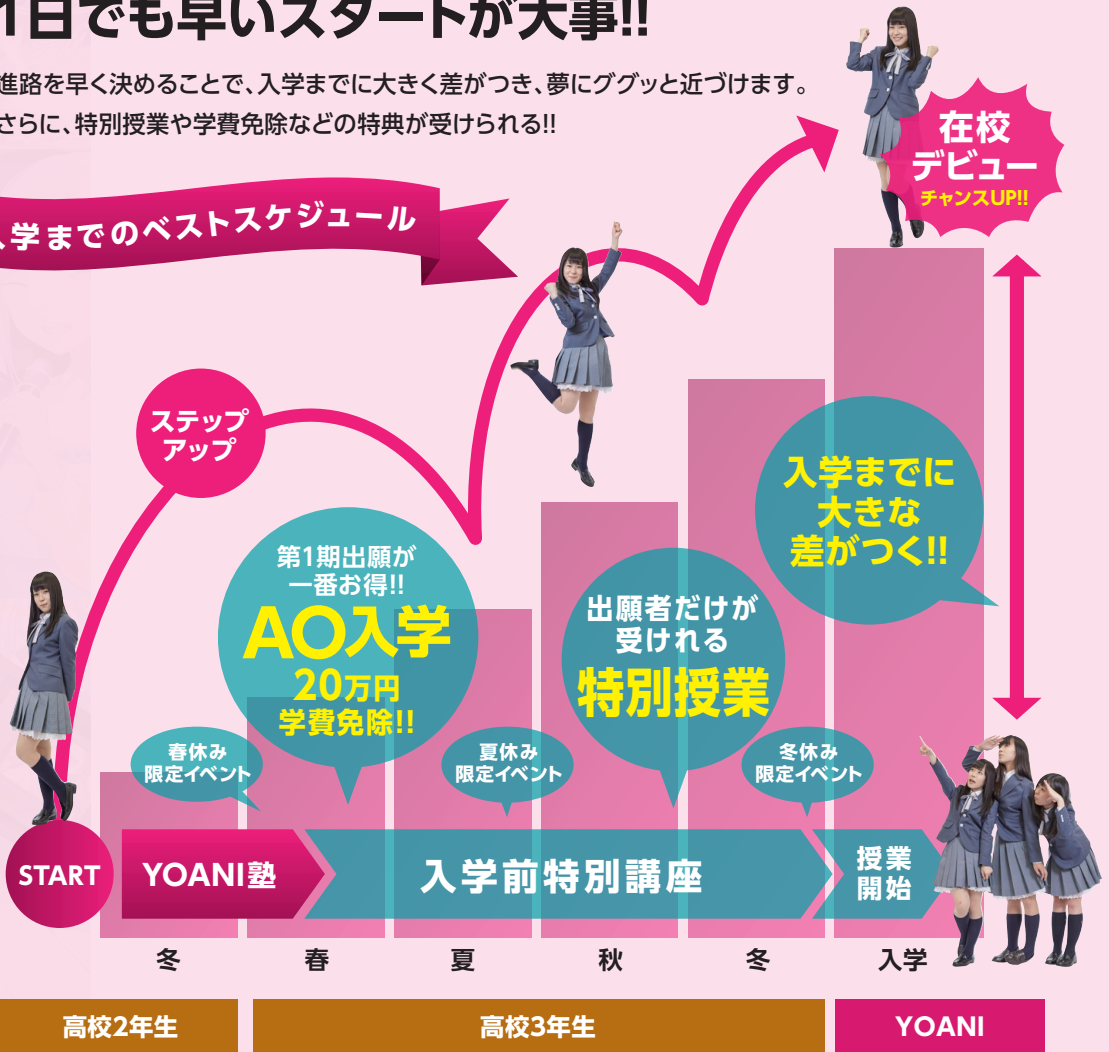 1日でも早いスタートが大事!!
進路を早く決めることで、入学までに大きく差がつき、夢にググッと近づけます。
さらに、特別授業や学費免除などの特典が受けられる!!
入学までのベストスケジュール
在校
デビュー
チャンスUP!!
ステップ
アップ
入学までに
大きな
差がつく!!
第1期出願が
一番お得!!
AO入学
20万円
学費免除!!
出願者だけが
受けれる
特別授業
春休み
限定イベント
夏休み
限定イベント
冬休み
限定イベント
START
YOANI塾
入学前特別講座
授業
開始
冬
春
夏
秋
冬
入学
高校2年生
高校3年生
YOANI